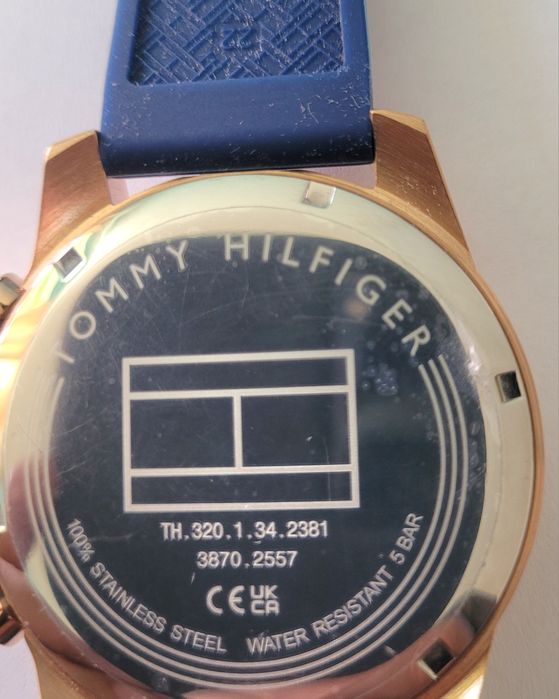 22
TOMMY HILFIGER
TH.320.1.34.2381
3870.2557
CE UK CA
100% STAINLESS STEEL WATER RESISTANT 5 BAR